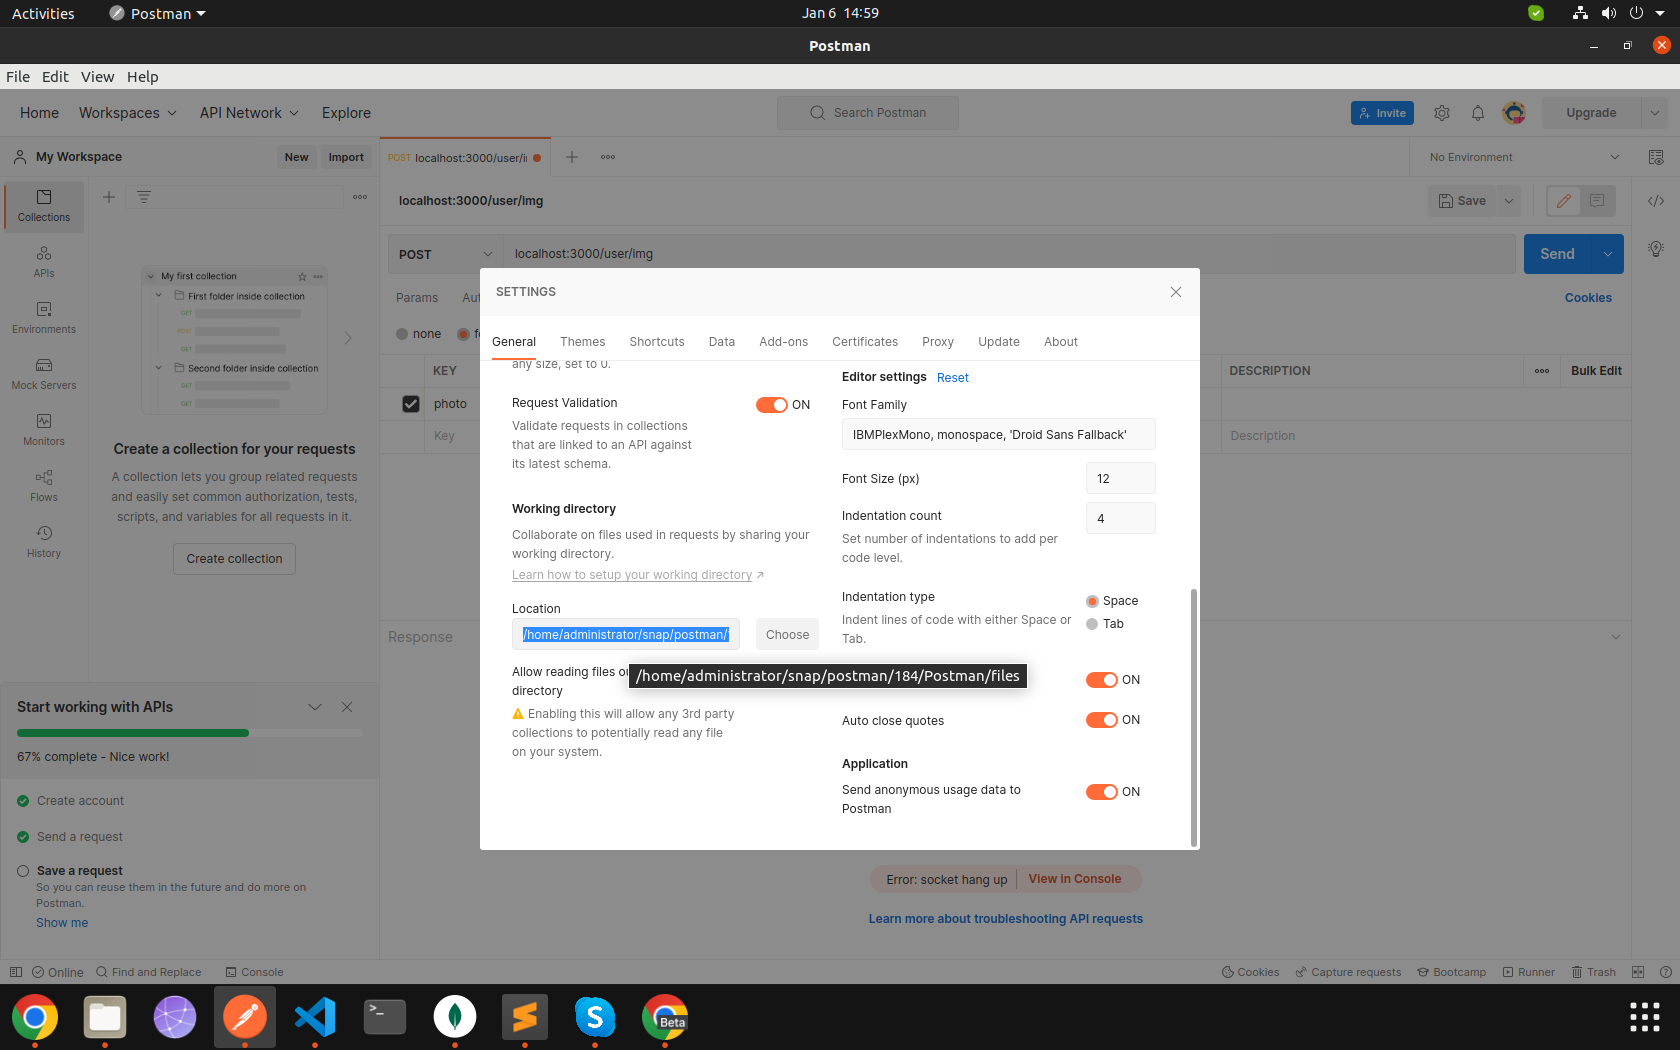 Activities
Postman
Jan 6 14:59
Postman
File Edit View Help
Home
Workspaces
API Network
Explore
Search Postman
Invite
Upgrade
My Workspace
New
Import
POST localhost:3000/user/i
No Environment
Collections
APIs
Environments
Mock Servers
Monitors
Flows
History
My first collection
First folder inside collection
GET
POST
GET
Second folder inside collection
GET
GET
Create a collection for your requests
A collection lets you group related requests
and easily set common authorization, tests,
scripts, and variables for all requests in it.
Create collection
localhost:3000/user/img
Save
POST
localhost:3000/user/img
Send
Params
Aut
Cookies
none
f
KEY
DESCRIPTION
Bulk Edit
photo
Key
Description
Response
SETTINGS
General
Themes
Shortcuts
Data
Add-ons
Certificates
Proxy
Update
About
any size, set to 0.
Request Validation
ON
Validate requests in collections
that are linked to an API against
its latest schema.
Working directory
Collaborate on files used in requests by sharing your
working directory.
Learn how to setup your working directory
Location
/home/administrator/snap/postman/
Choose
Allow reading files ou
directory
Enabling this will allow any 3rd party
collections to potentially read any file
on your system.
Editor settings Reset
Font Family
IBMPlexMono, monospace, 'Droid Sans Fallback'
Font Size (px)
12
Indentation count
4
Set number of indentations to add per
code level.
Indentation type
Space
Indent lines of code with either Space or
Tab.
Tab
/home/administrator/snap/postman/184/Postman/files
ON
Auto close quotes
ON
Application
Send anonymous usage data to
Postman
ON
Start working with APIs
67% complete - Nice work!
Create account
Send a request
Save a request
So you can reuse them in the future and do more on
Postman.
Show me
Error: socket hang up
View in Console
Learn more about troubleshooting API requests
Online
Find and Replace
Console
Cookies
Capture requests
Bootcamp
Runner
Trash
Beta